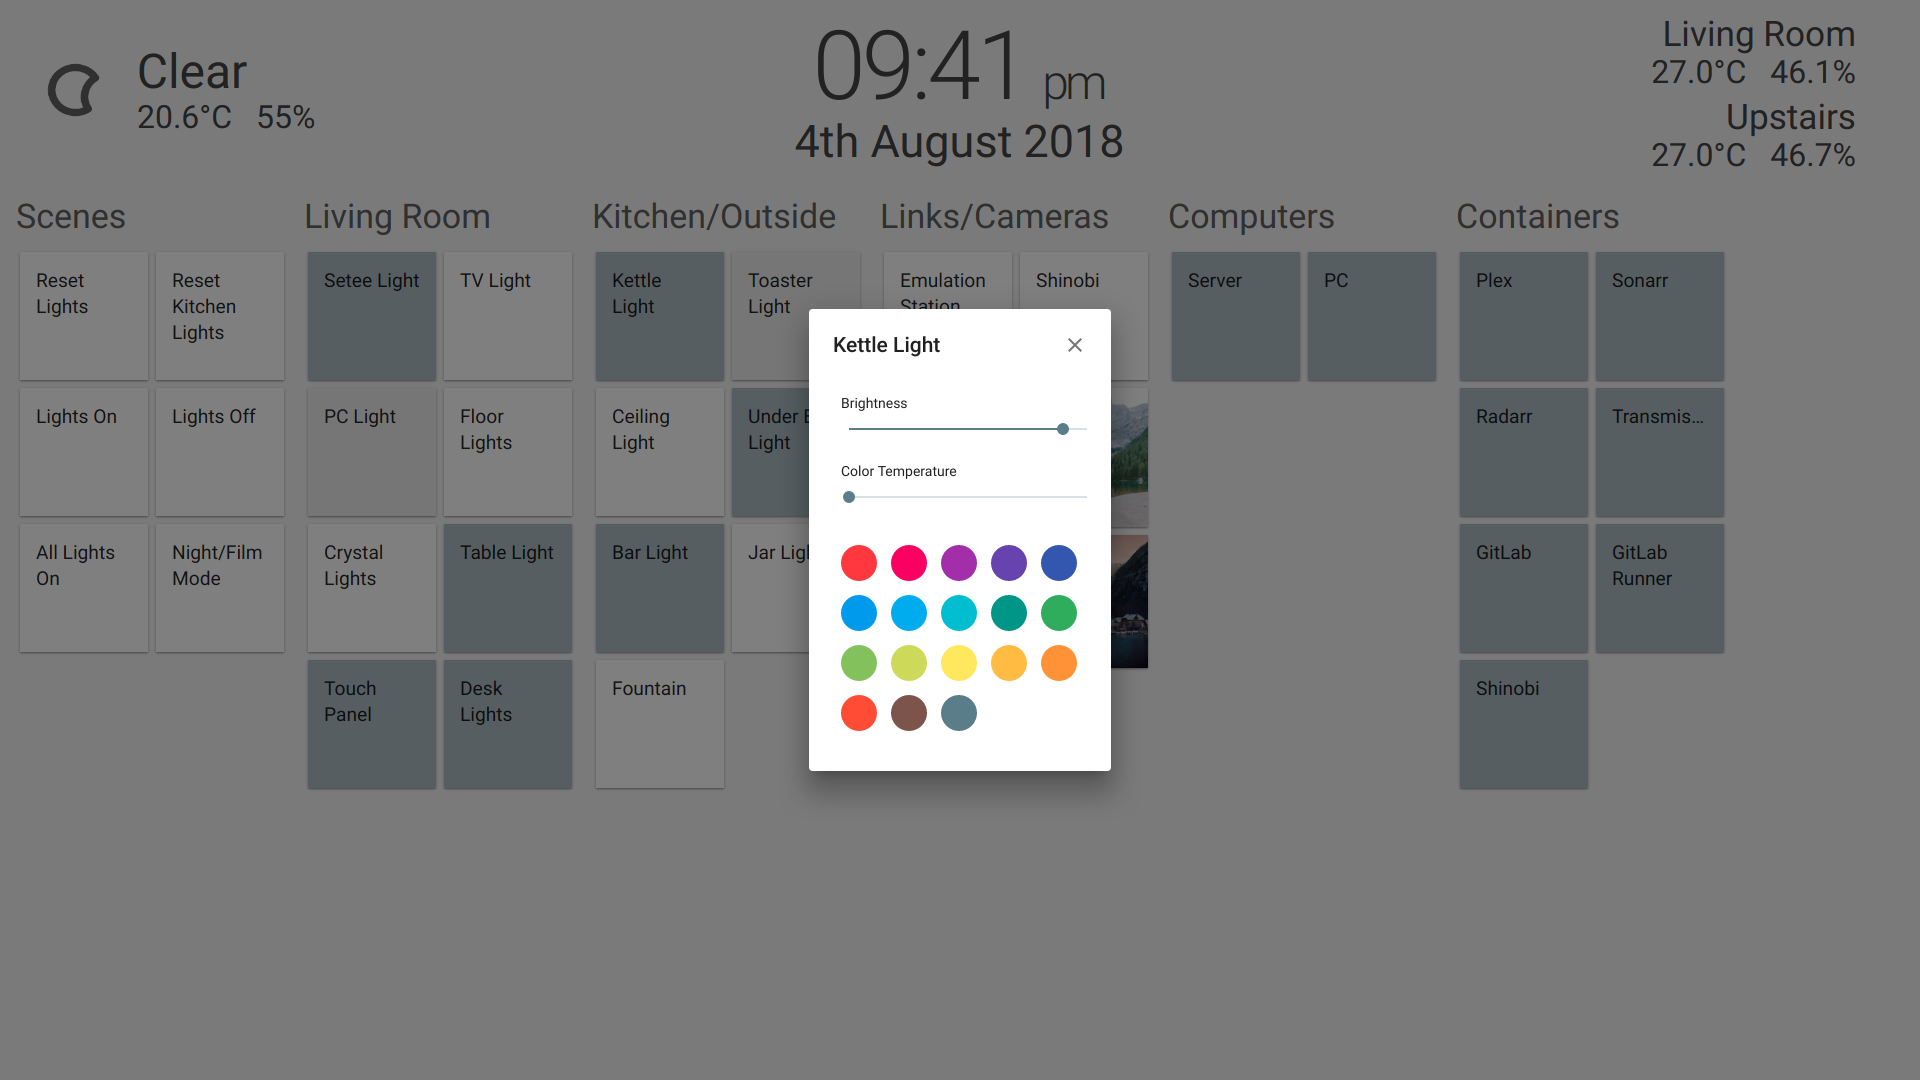 Clear
20.6°C 55%
09:41 pm
4th August 2018
Living Room
27.0°C 46.1%
Upstairs
27.0°C 46.7%
Scenes
Reset
Lights
Reset
Kitchen
Lights
Lights On
Lights Off
All Lights
On
Night/Film
Mode
Living Room
Setee Light
TV Light
PC Light
Floor
Lights
Crystal
Lights
Table Light
Touch
Panel
Desk
Lights
Kitchen/Outside
Kettle
Light
Toaster
Light
Ceiling
Light
Under
Light
Bar Light
Jar
Fountain
Links/Cameras
Emulation
Station
Shinobi
Computers
Server
PC
Containers
Plex
Sonarr
Radarr
Transmis...
GitLab
GitLab
Runner
Shinobi
Kettle Light
Brightness
Color Temperature